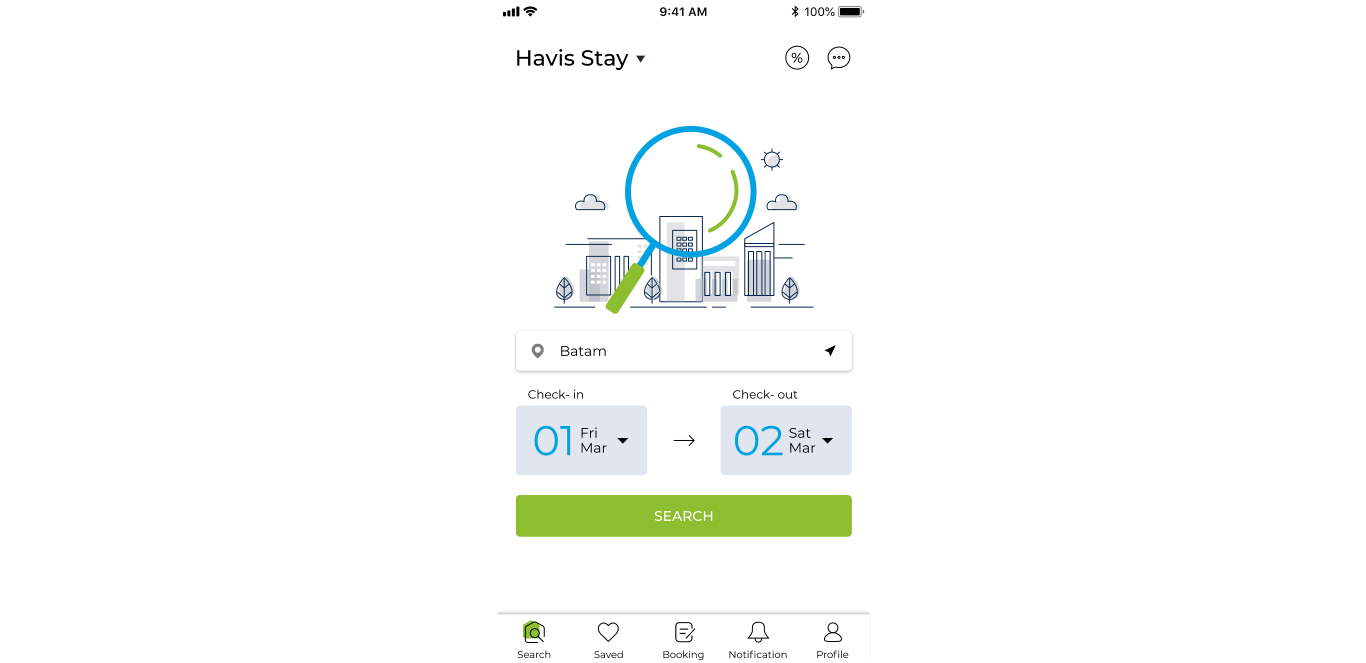 9:41 AM
100%
Havis Stay
%
Batam
Check- in
Check- out
01 Fri Mar
02 Sat Mar
SEARCH
Search
Saved
Booking
Notification
Profile